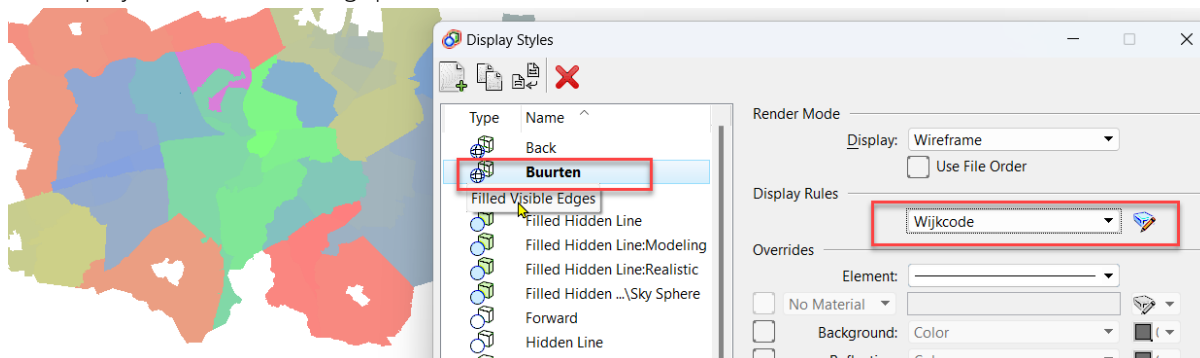 Display Styles
Type Name
Back
Buurten
Filled Visible Edges
Filled Hidden Line
Filled Hidden Line:Modeling
Filled Hidden Line:Realistic
Filled Hidden ...\Sky Sphere
Forward
Hidden Line
Render Mode
Display: Wireframe
Use File Order
Display Rules
Wijkcode
Overrides
Element:
No Material
Background: Color